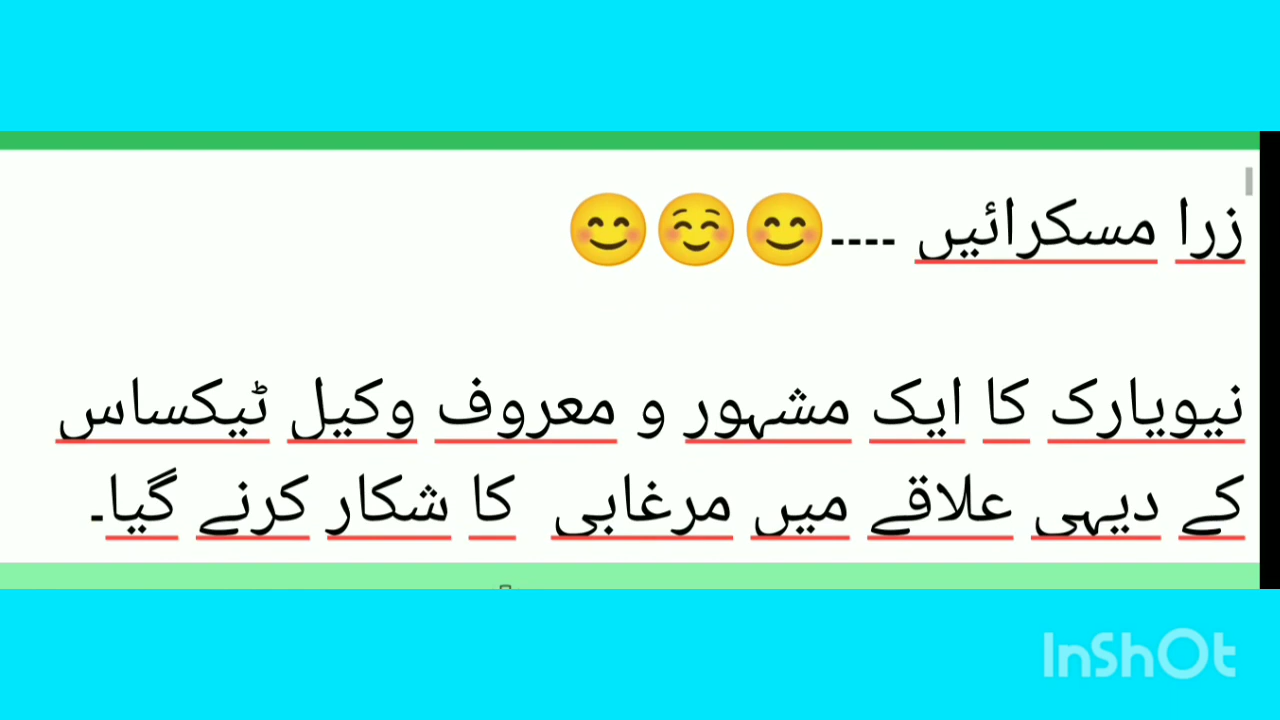 زرا مسکرائیں ----😊☺️😊
نیویارک کا ایک مشہور و معروف وکیل ٹیکساس
کے دیہی علاقے میں مرغابی کا شکار کرنے گیا۔
InShOt